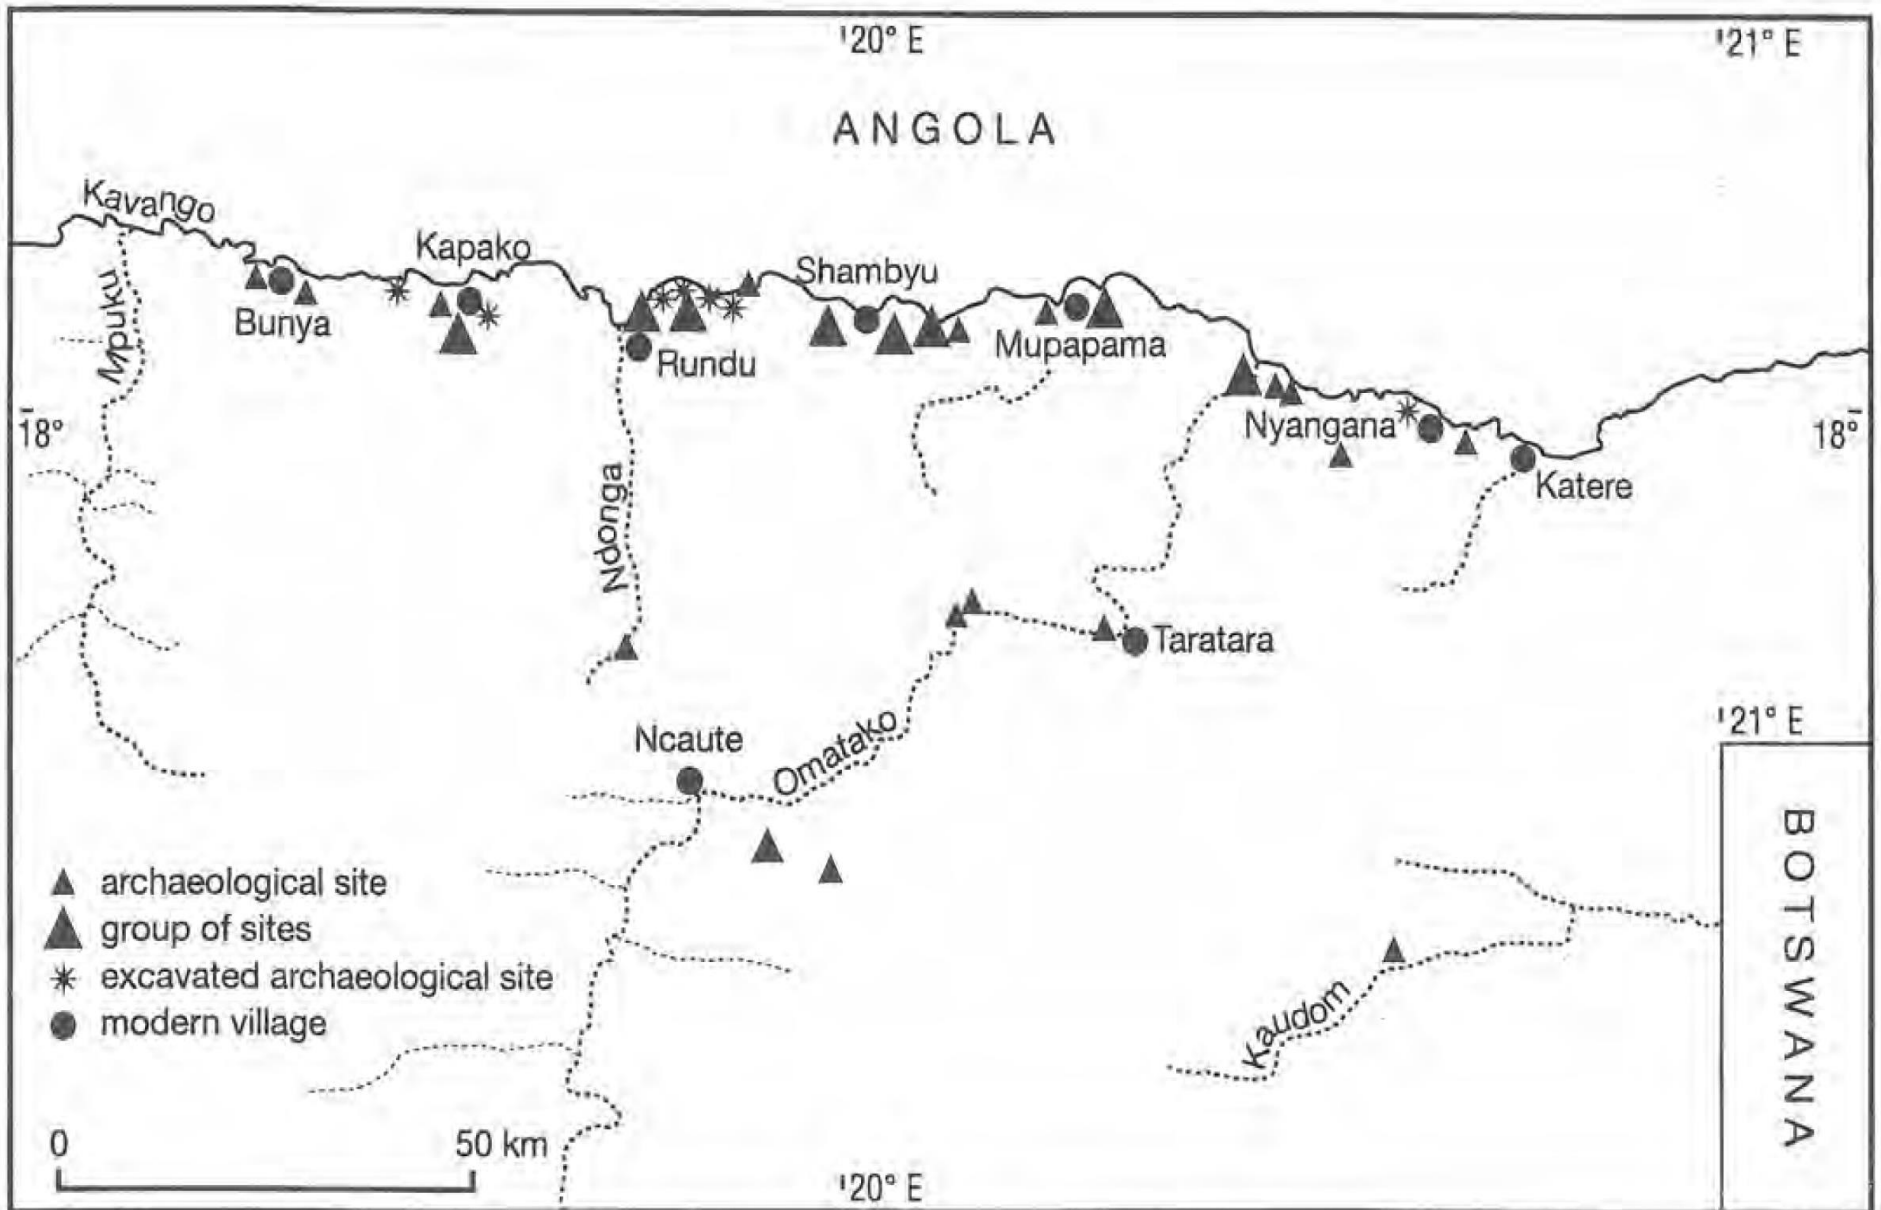 20° E
21° E
ANGOLA
Kavango
Kapako
Shambyu
Mpuku
Bunya
Rundu
Mupapama
18°
Nyangana
18°
Katere
Ndonga
Taratara
Ncaute
Omatako
21° E
BOTSWANA
archaeological site
group of sites
excavated archaeological site
modern village
Kaudom
0 50 km
20° E